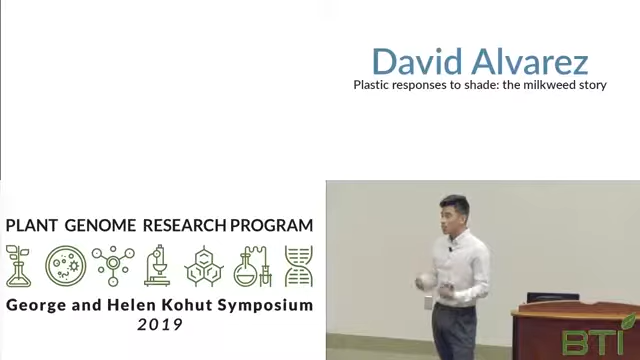 David Alvarez
Plastic responses to shade: the milkweed story
PLANT GENOME RESEARCH PROGRAM
George and Helen Kohut Symposium
2019
BTI